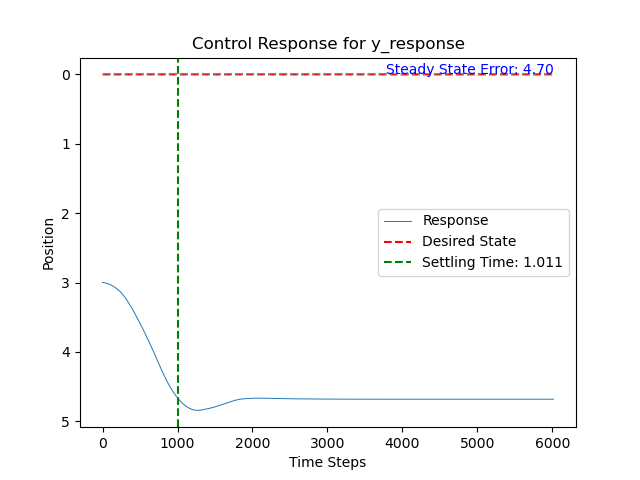 Control Response for y_response
Steady State Error: 4.70
0
1
2
3
4
5
Position
Response
Desired State
Settling Time: 1.011
0
1000
2000
3000
4000
5000
6000
Time Steps